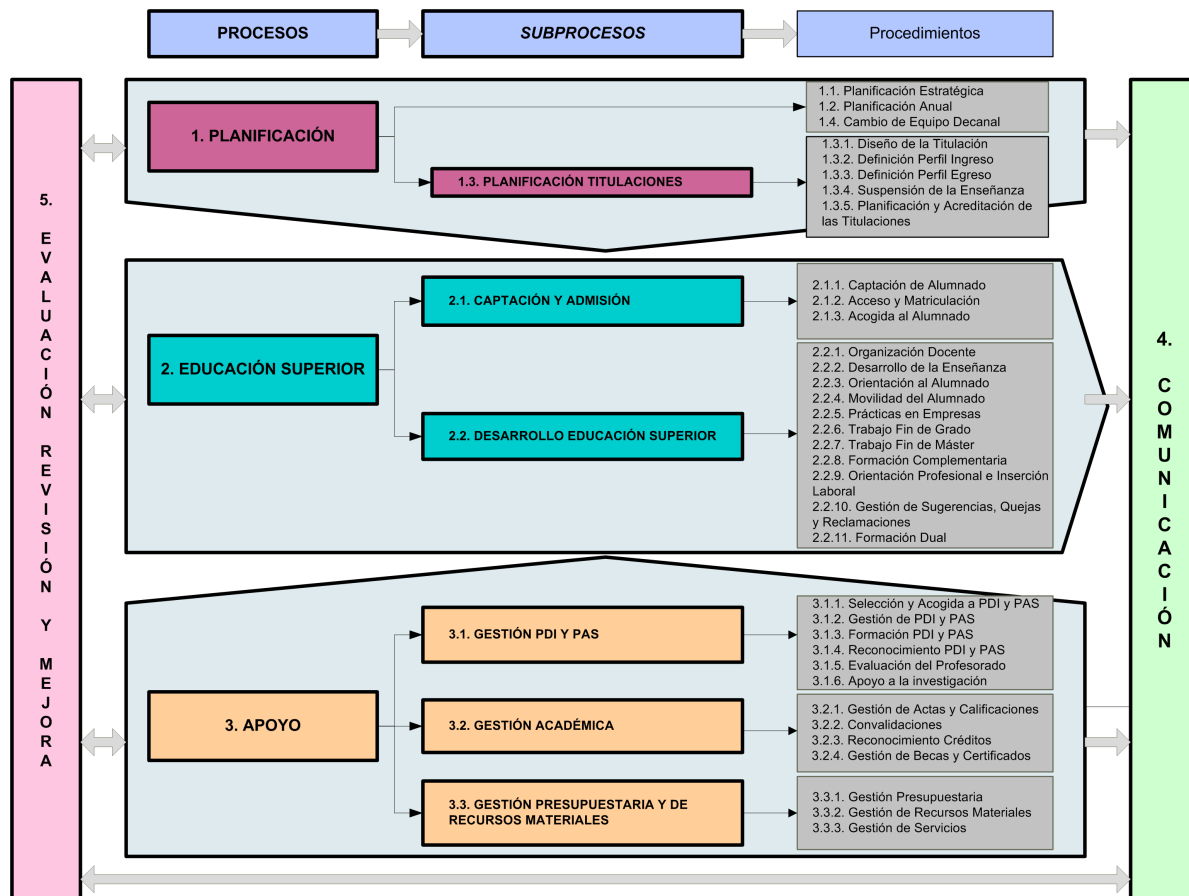 PROCESOS
SUBPROCESOS
Procedimientos
5.
EVALUACIÓN
REVISIÓN
Y
MEJORA
1. PLANIFICACIÓN
1.1. Planificación Estratégica
1.2. Planificación Anual
1.4. Cambio de Equipo Decanal
1.3. PLANIFICACIÓN TITULACIONES
1.3.1. Diseño de la Titulación
1.3.2. Definición Perfil Ingreso
1.3.3. Definición Perfil Egreso
1.3.4. Suspensión de la Enseñanza
1.3.5. Planificación y Acreditación de
las Titulaciones
2. EDUCACIÓN SUPERIOR
2.1. CAPTACIÓN Y ADMISIÓN
2.1.1. Captación de Alumnado
2.1.2. Acceso y Matriculación
2.1.3. Acogida al Alumnado
2.2. DESARROLLO EDUCACIÓN SUPERIOR
2.2.1. Organización Docente
2.2.2. Desarrollo de la Enseñanza
2.2.3. Orientación al Alumnado
2.2.4. Movilidad del Alumnado
2.2.5. Prácticas en Empresas
2.2.6. Trabajo Fin de Grado
2.2.7. Trabajo Fin de Máster
2.2.8. Formación Complementaria
2.2.9. Orientación Profesional e Inserción
Laboral
2.2.10. Gestión de Sugerencias, Quejas
y Reclamaciones
2.2.11. Formación Dual
3. APOYO
3.1. GESTIÓN PDI Y PAS
3.1.1. Selección y Acogida a PDI y PAS
3.1.2. Gestión de PDI y PAS
3.1.3. Formación PDI y PAS
3.1.4. Reconocimiento PDI y PAS
3.1.5. Evaluación del Profesorado
3.1.6. Apoyo a la investigación
3.2. GESTIÓN ACADÉMICA
3.2.1. Gestión de Actas y Calificaciones
3.2.2. Convalidaciones
3.2.3. Reconocimiento Créditos
3.2.4. Gestión de Becas y Certificados
3.3. GESTIÓN PRESUPUESTARIA Y DE
RECURSOS MATERIALES
3.3.1. Gestión Presupuestaria
3.3.2. Gestión de Recursos Materiales
3.3.3. Gestión de Servicios
4.
COMUNICACIÓN